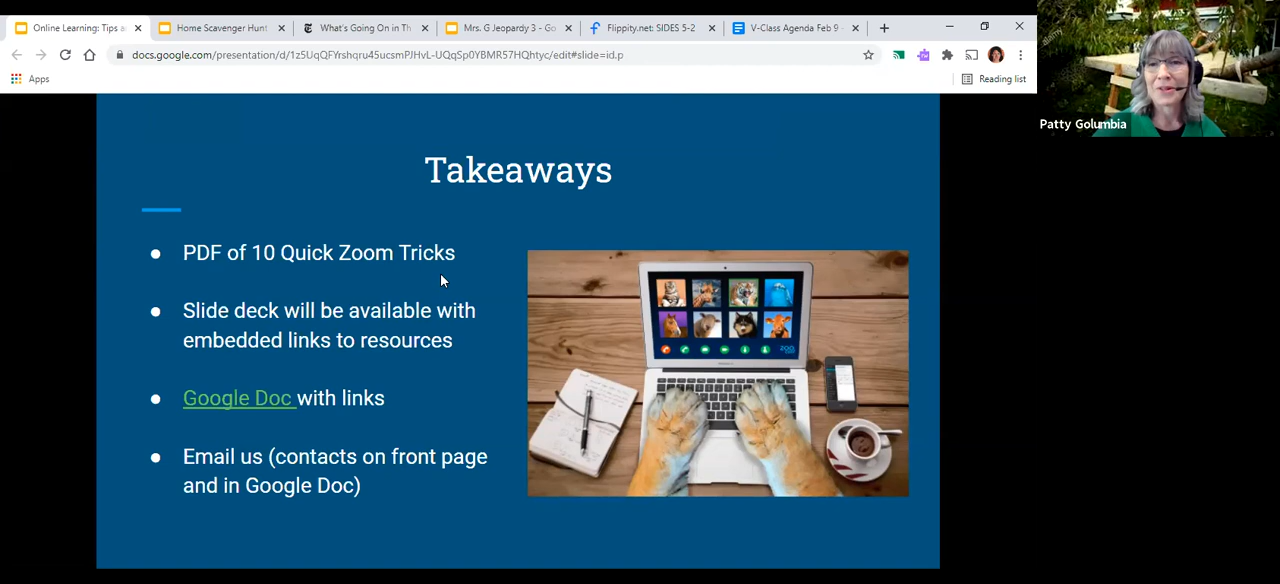 Online Learning: Tips a
Home Scavenger Hunt
What's Going On in Th
Mrs. G Jeopardy 3 - Go
Flippity.net: SIDES 5-2
V-Class Agenda Feb 9 -
docs.google.com/presentation/d/1z5UqQFYrshqru45ucsmPJHvL-UQqSp0YBMR57HQhtyc/edit#slide=id.p
Apps
Reading list
Patty Golumbia
Takeaways
PDF of 10 Quick Zoom Tricks
Slide deck will be available with
embedded links to resources
Google Doc with links
Email us (contacts on front page
and in Google Doc)